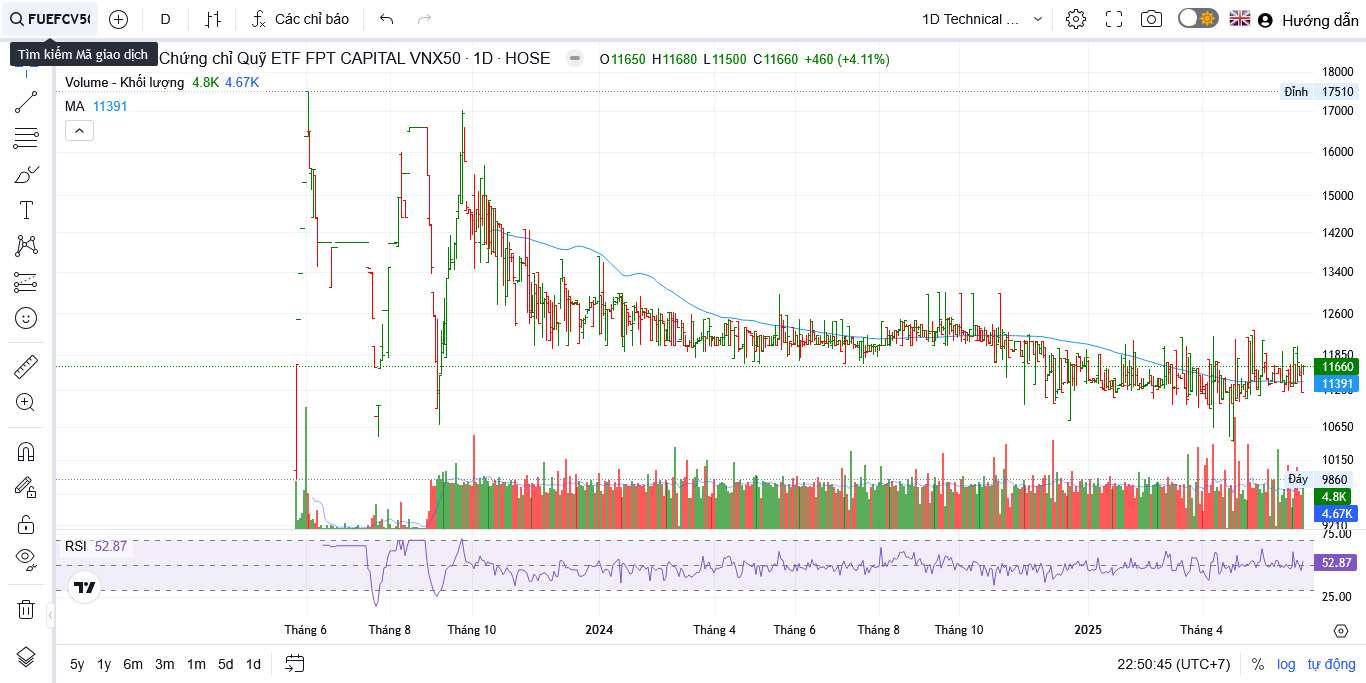 FUEFCV50
D
Các chỉ báo
1D Technical ...
Hướng dẫn
Tìm kiếm Mã giao dịch
Chứng chỉ Quỹ ETF FPT CAPITAL VNX50 · 1D · HOSE
O11650 H11680 L11500 C11660 +460 (+4.11%)
Volume - Khối lượng 4.8K 4.67K
MA 11391
18000
Đỉnh 17510
17000
16000
15000
14200
13400
12600
11850
11660
11391
10650
10150
Đáy 9860
4.8K
4.67K
9710
75.00
RSI 52.87
52.87
25.00
Tháng 6 Tháng 8 Tháng 10 2024 Tháng 4 Tháng 6 Tháng 8 Tháng 10 2025 Tháng 4
5y 1y 6m 3m 1m 5d 1d
22:50:45 (UTC+7) % log tự động